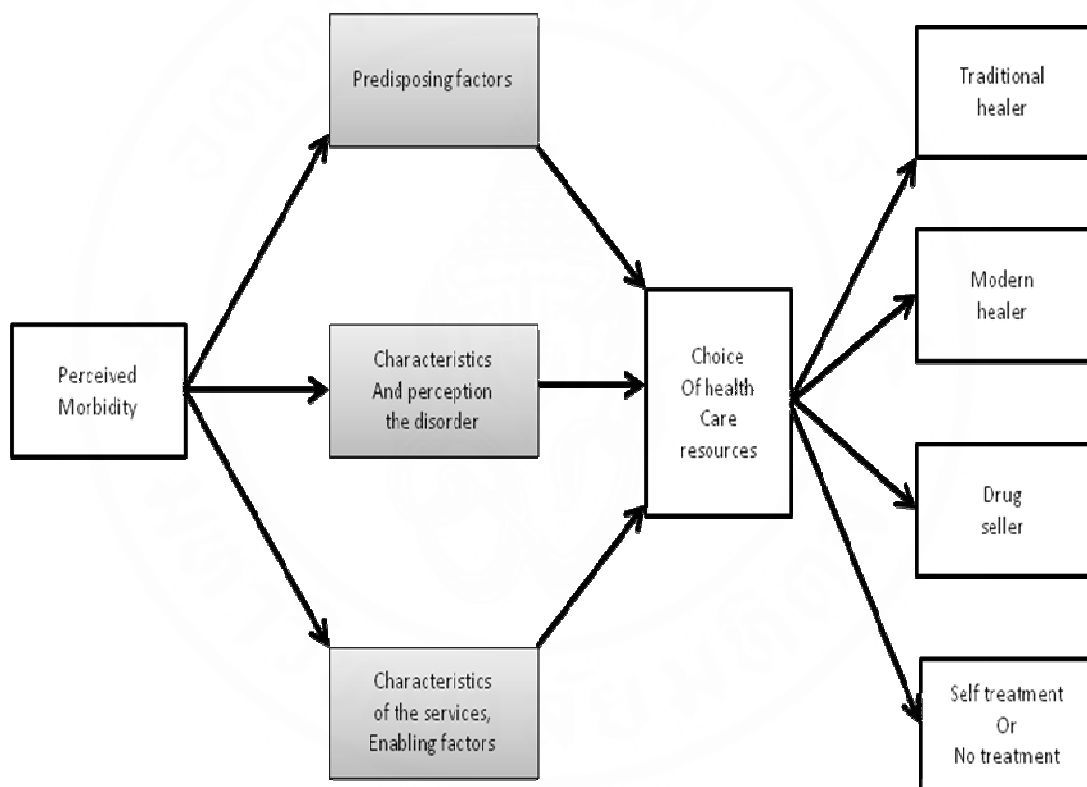 Predisposing factors
Traditional
healer
Modern
healer
Perceived
Morbidity
Characteristics
And perception
the disorder
Choice
Of health
Care
resources
Drug
seller
Characteristics
of the services,
Enabling factors
Self treatment
Or
No treatment